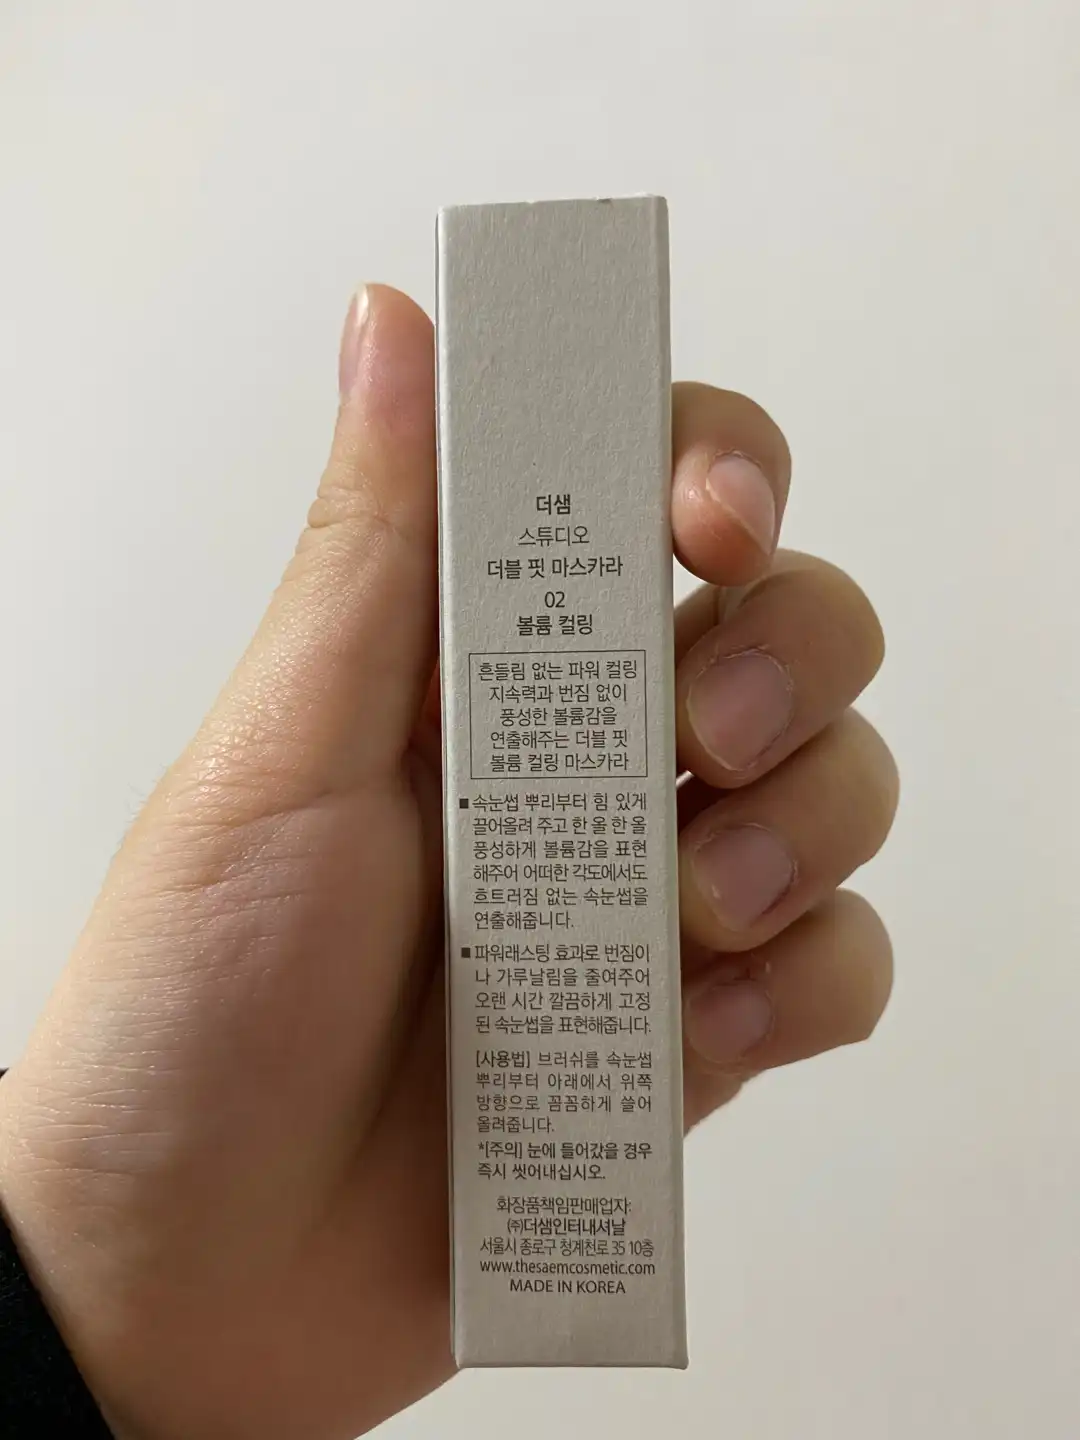 더샘
스튜디오
더블 핏 마스카라
02
볼륨 컬링
흔들림 없는 파워 컬링
지속력과 번짐 없이
풍성한 볼륨감을
연출해주는 더블 핏
볼륨 컬링 마스카라
■ 속눈썹 뿌리부터 힘 있게
끌어올려 주고 한 올 한 올
풍성하게 볼륨감을 표현
해주어 어떠한 각도에서도
흐트러짐 없는 속눈썹을
연출해줍니다.
■ 파워래스팅 효과로 번짐이
나 가루날림을 줄여주어
오랜 시간 깔끔하게 고정
된 속눈썹을 표현해줍니다.
[사용법] 브러쉬를 속눈썹
뿌리부터 아래에서 위쪽
방향으로 꼼꼼하게 쓸어
올려줍니다.
*[주의] 눈에 들어갔을 경우
즉시 씻어내십시오.
화장품책임판매업자:
㈜더샘인터내셔날
서울시 종로구 청계천로 35 10층
www.thesaemcosmetic.com
MADE IN KOREA